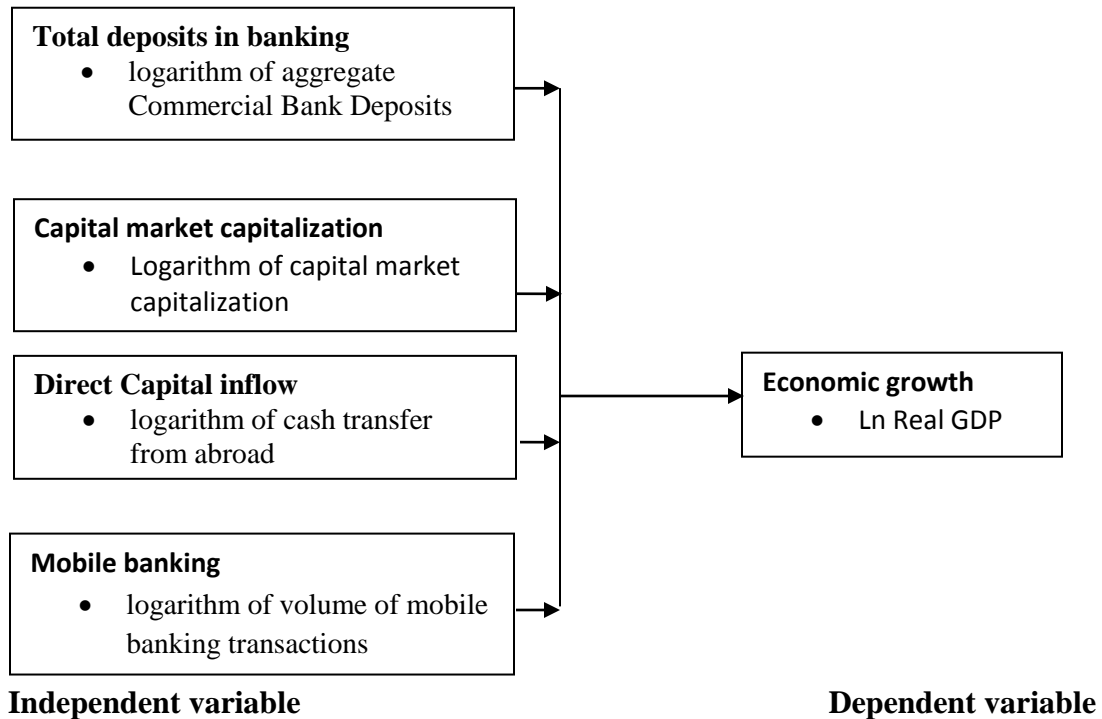 Total deposits in banking
• logarithm of aggregate
Commercial Bank Deposits
Capital market capitalization
• Logarithm of capital market
capitalization
Direct Capital inflow
• logarithm of cash transfer
from abroad
Economic growth
• Ln Real GDP
Mobile banking
• logarithm of volume of mobile
banking transactions
Independent variable
Dependent variable